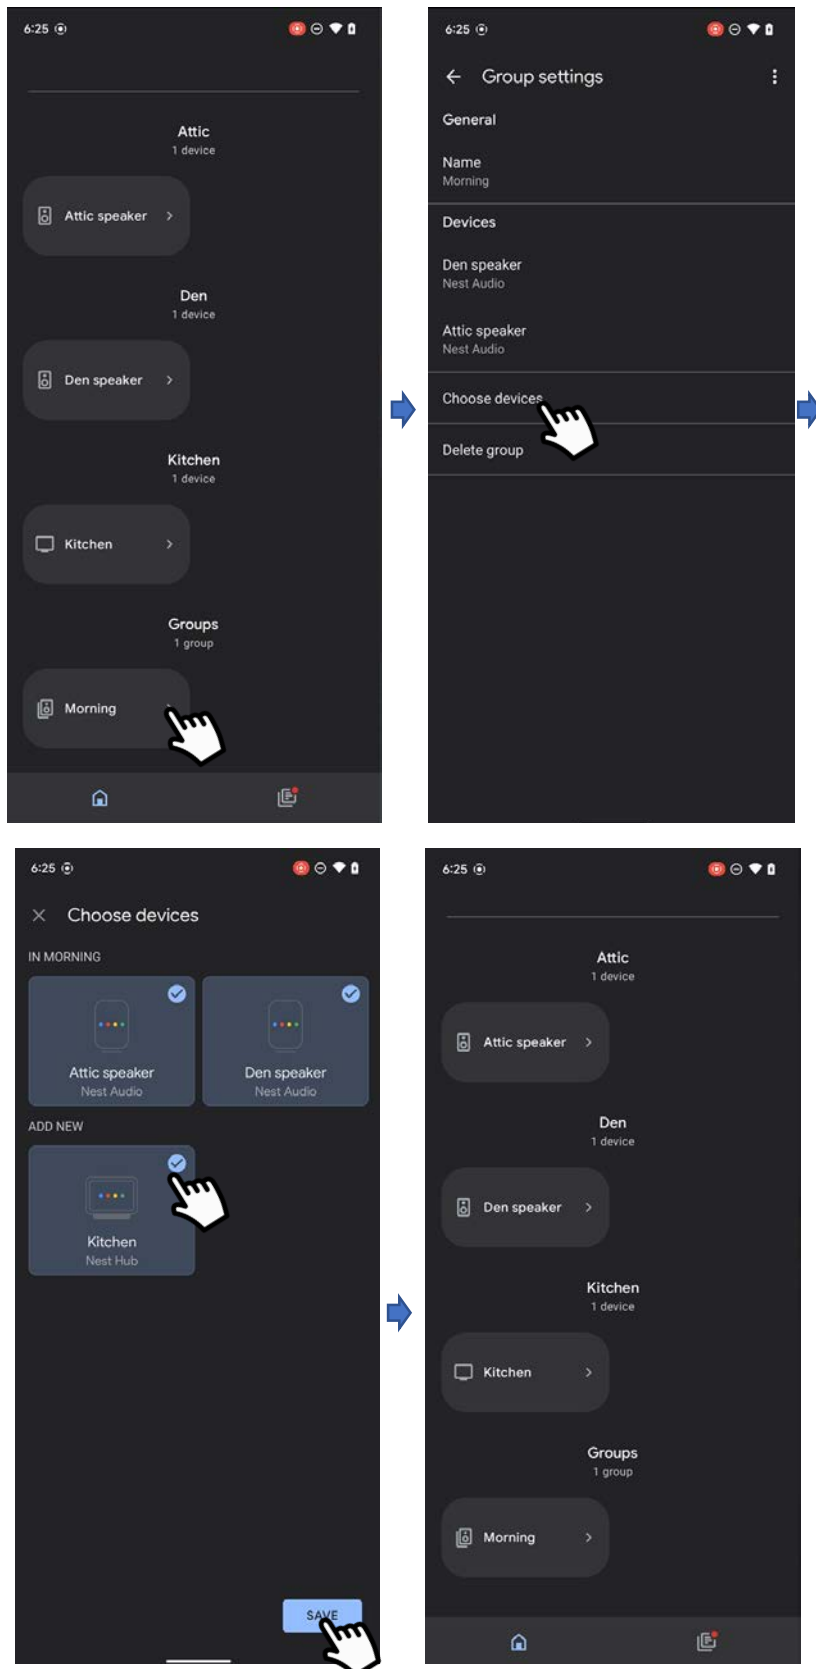 6:25
Attic
1 device
Attic speaker
Den
1 device
Den speaker
Kitchen
1 device
Kitchen
Groups
1 group
Morning
6:25
Group settings
General
Name
Morning
Devices
Den speaker
Nest Audio
Attic speaker
Nest Audio
Choose devices
Delete group
6:25
Choose devices
IN MORNING
Attic speaker
Nest Audio
Den speaker
Nest Audio
ADD NEW
Kitchen
Nest Hub
SAVE
6:25
Attic
1 device
Attic speaker
Den
1 device
Den speaker
Kitchen
1 device
Kitchen
Groups
1 group
Morning